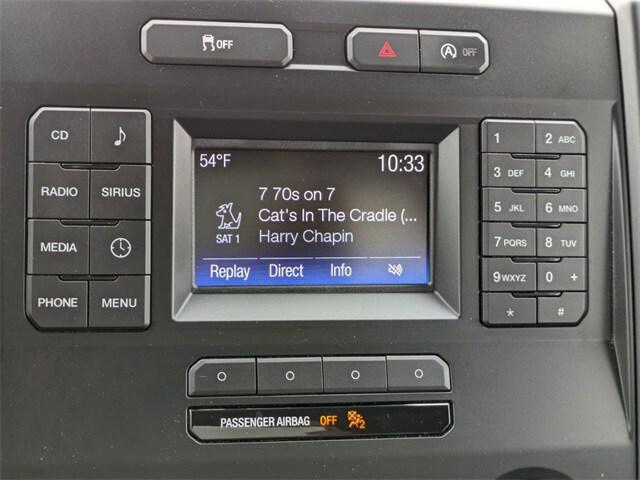 OFF
A OFF
CD
RADIO SIRIUS
MEDIA
PHONE MENU
54°F 10:33
7 70s on 7
Cat's In The Cradle (...
SAT 1 Harry Chapin
Replay Direct Info
1 2 ABC
3 DEF 4 GHI
5 JKL 6 MNO
7 PQRS 8 TUV
9 WXYZ 0 +
* #
PASSENGER AIRBAG OFF 2